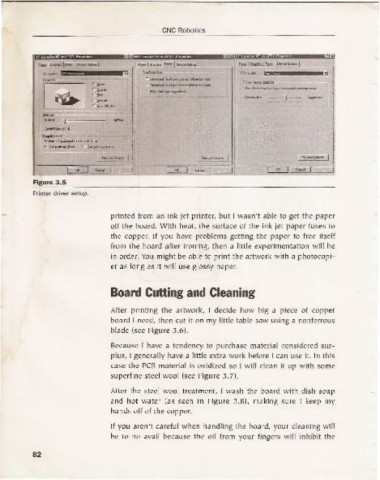 CNC Robotics
Figure 3.5
Printer driver setup.
printed from an ink jet printer, but I wasn't able to get the paper
off the board. With heat, the surface of the ink jet paper fuses to
the copper. If you have problems getting the paper to free itself
from the board after ironing, then a little experimentation will be
in order. You might be able to print the artwork with a photocopi-
er as long as it will use glossy paper.
Board Cutting and Cleaning
After printing the artwork, I decide how big a piece of copper
board I need, then cut it on my little table saw using a nonferrous
blade (see Figure 3.6).
Because I have a tendency to purchase material considered sur-
plus, I generally have a little extra work before I can use it. In this
case the PCB material is oxidized so I will clean it up with some
superfine steel wool (see Figure 3.7).
After the steel wool treatment, I wash the board with dish soap
and hot water (as seen in Figure 3.8), making sure I keep my
hands off of the copper.
If you aren't careful when handling the board, your cleaning will
be to no avail because the oil from your fingers will inhibit the
82